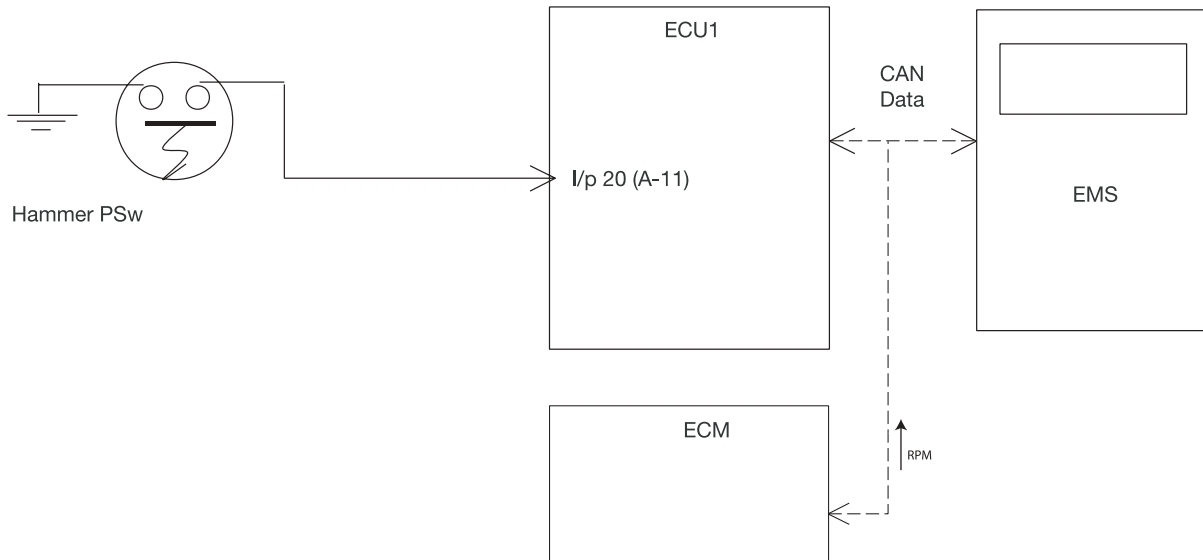 ECU1
CAN
Data
I/p 20 (A-11)
EMS
Hammer PSw
ECM
RPM